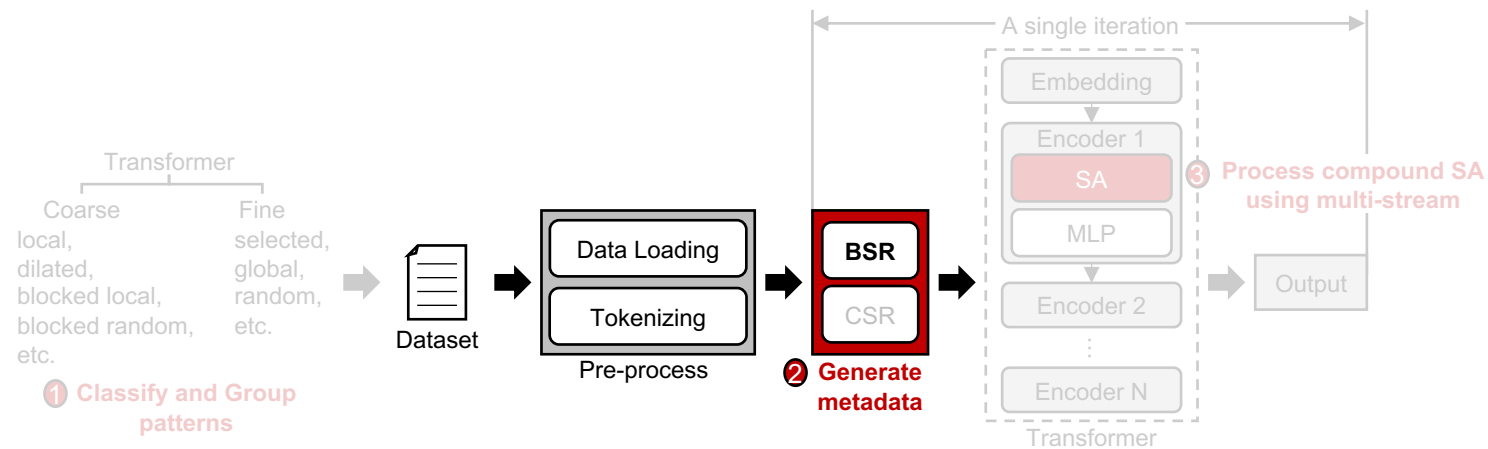 A single iteration
Transformer
Coarse
local,
dilated,
blocked local,
blocked random,
etc.
Fine
selected,
global,
random,
etc.
1 Classify and Group
patterns
Dataset
Data Loading
Tokenizing
Pre-process
BSR
CSR
2 Generate
metadata
Embedding
Encoder 1
SA
MLP
Encoder 2
⋮
Encoder N
Transformer
3 Process compound SA
using multi-stream
Output